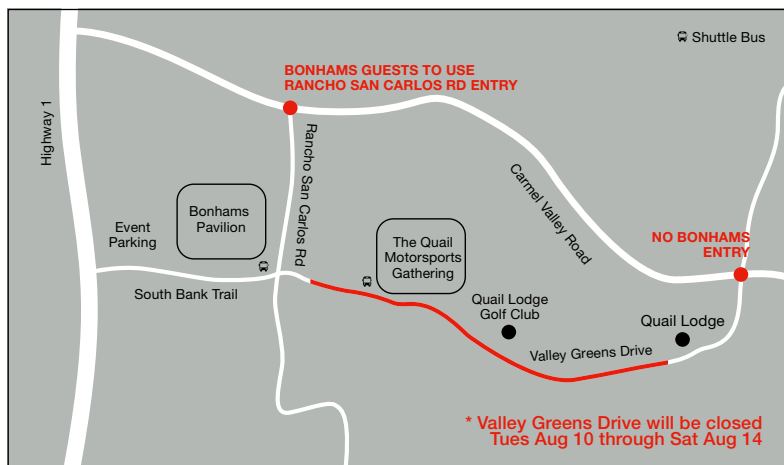 Shuttle Bus
BONHAMS GUESTS TO USE
RANCHO SAN CARLOS RD ENTRY
Highway 1
Rancho San Carlos Rd
Carmel Valley Road
Bonhams
Pavilion
Event
Parking
The Quail
Motorsports
Gathering
NO BONHAMS
ENTRY
South Bank Trail
Quail Lodge
Golf Club
Quail Lodge
Valley Greens Drive
* Valley Greens Drive will be closed
Tues Aug 10 through Sat Aug 14